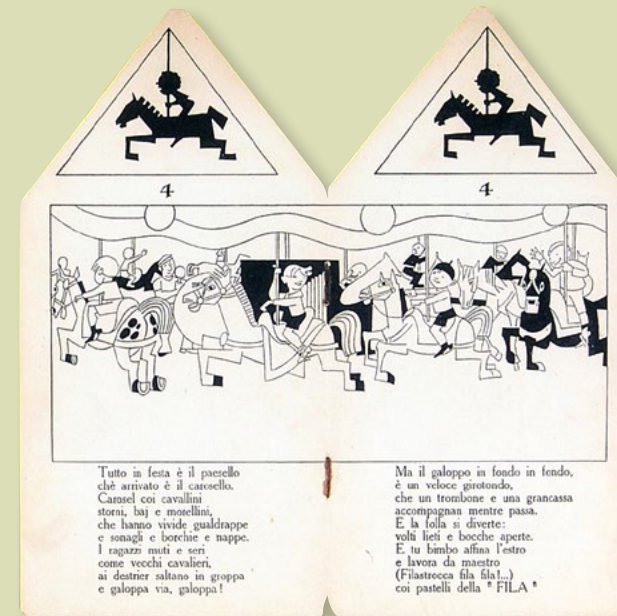 4
4
Tutto in festa è il paesello
chè arrivato è il carosello.
Carosel coi cavallini
storni, baj e morellini,
che hanno vivide gualdrappe
e sonagli e borchie e nappe.
I ragazzi muti e seri
come vecchi cavalieri,
ai destrier saltano in groppa
e galoppa via, galoppa!
Ma il galoppo in fondo in fondo,
è un veloce girotondo,
che un trombone e una grancassa
accompagnan mentre passa.
E la folla si diverte:
volti lieti e bocche aperte.
E tu bimbo affina l'estro
e lavora da maestro
(Filastrocca fila fila!...)
coi pastelli della " FILA "